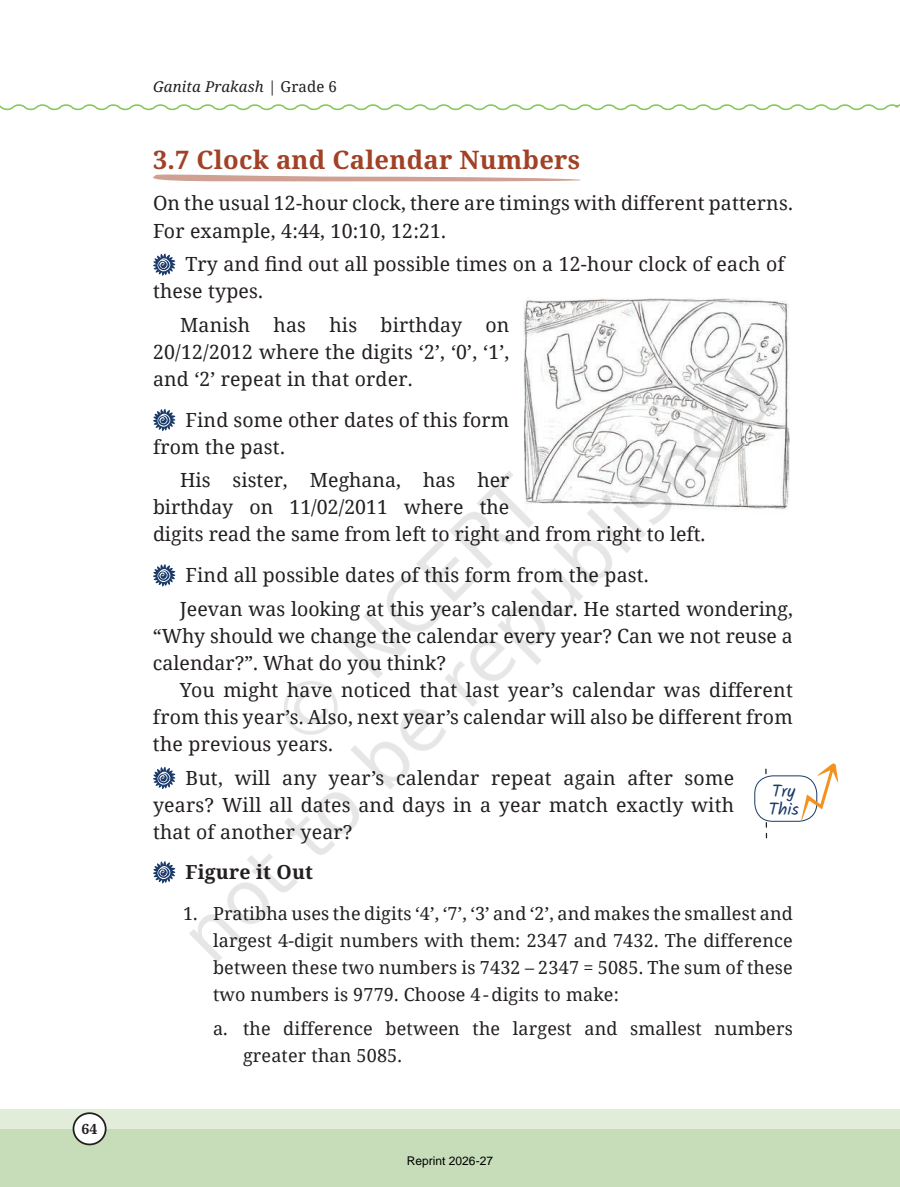 Ganita Prakash | Grade 6
3.7 Clock and Calendar Numbers
On the usual 12-hour clock, there are timings with different patterns.
For example, 4:44, 10:10, 12:21.
Try and find out all possible times on a 12-hour clock of each of
these types.
Manish has his birthday on
20/12/2012 where the digits ‘2’, ‘0’, ‘1’,
and ‘2’ repeat in that order.
16
02
2016
Find some other dates of this form
from the past.
His sister, Meghana, has her
birthday on 11/02/2011 where the
digits read the same from left to right and from right to left.
Find all possible dates of this form from the past.
Jeevan was looking at this year’s calendar. He started wondering,
“Why should we change the calendar every year? Can we not reuse a
calendar?”. What do you think?
You might have noticed that last year’s calendar was different
from this year’s. Also, next year’s calendar will also be different from
the previous years.
But, will any year’s calendar repeat again after some
years? Will all dates and days in a year match exactly with
that of another year?
Try
This
Figure it Out
1. Pratibha uses the digits ‘4’, ‘7’, ‘3’ and ‘2’, and makes the smallest and
largest 4-digit numbers with them: 2347 and 7432. The difference
between these two numbers is 7432 – 2347 = 5085. The sum of these
two numbers is 9779. Choose 4-digits to make:
a. the difference between the largest and smallest numbers
greater than 5085.
© NCERT
not to be republished
64
Reprint 2026-27